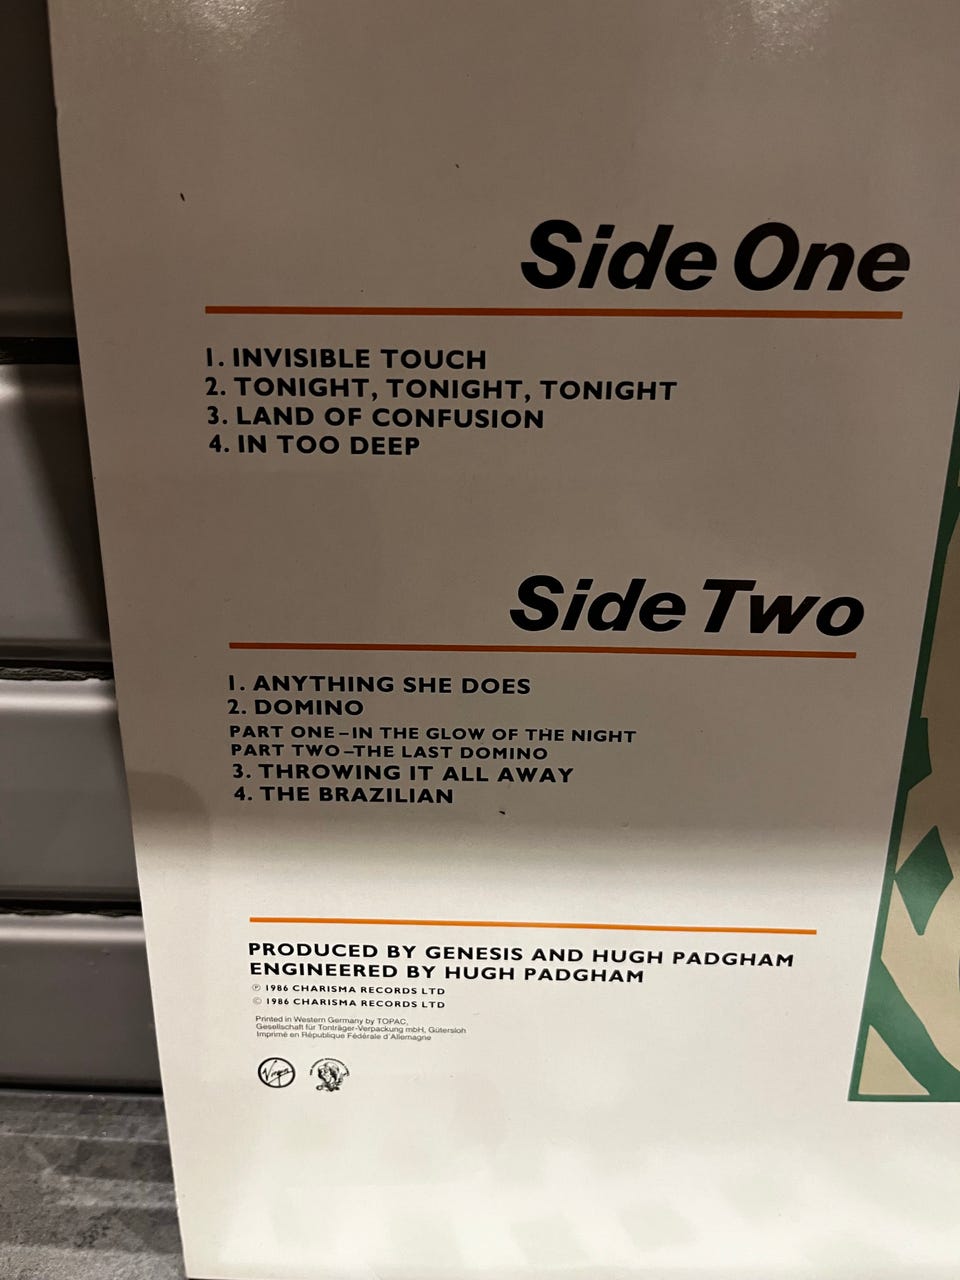 Side One
1. INVISIBLE TOUCH
2. TONIGHT, TONIGHT, TONIGHT
3. LAND OF CONFUSION
4. IN TOO DEEP
Side Two
1. ANYTHING SHE DOES
2. DOMINO
PART ONE–IN THE GLOW OF THE NIGHT
PART TWO–THE LAST DOMINO
3. THROWING IT ALL AWAY
4. THE BRAZILIAN
PRODUCED BY GENESIS AND HUGH PADGHAM
ENGINEERED BY HUGH PADGHAM
℗ 1986 CHARISMA RECORDS LTD
© 1986 CHARISMA RECORDS LTD
Printed in Western Germany by TOPAC,
Gesellschaft für Tonträger-Verpackung mbH, Gütersloh
Imprimé en République Fédérale d'Allemagne
Virgin